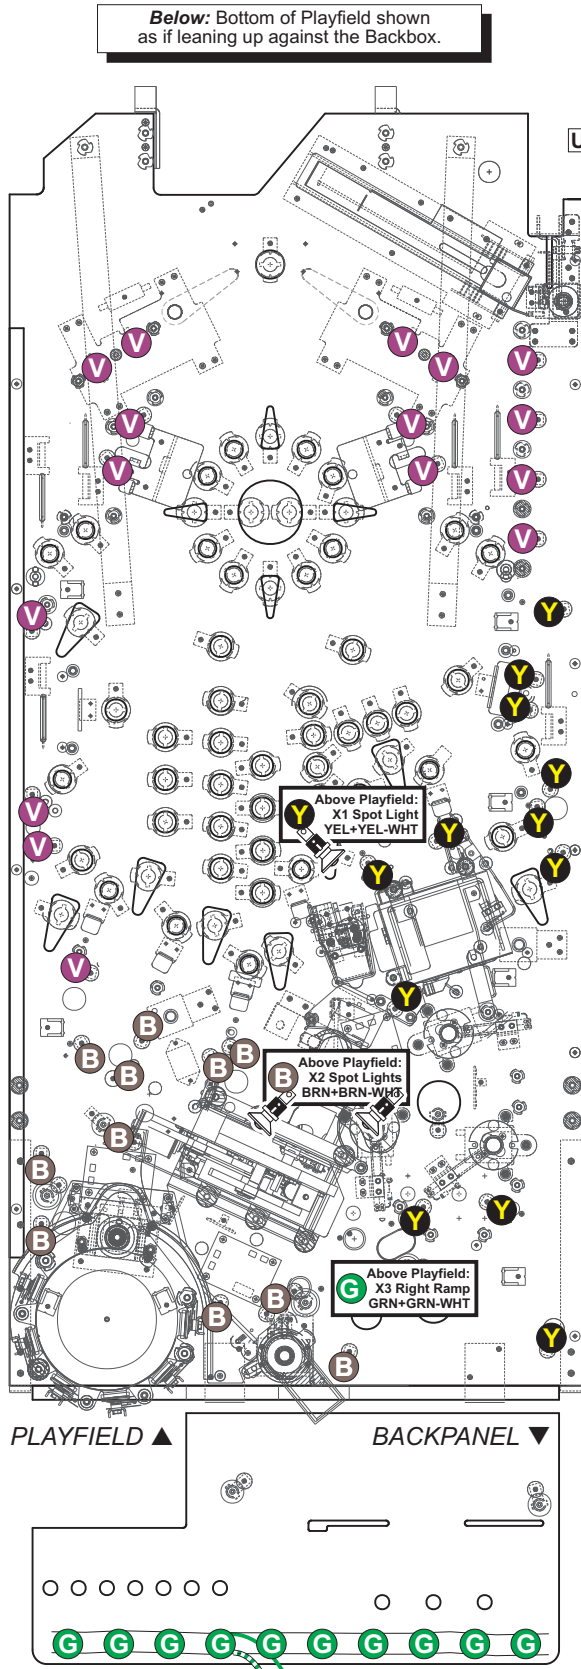 Below: Bottom of Playfield shown
as if leaning up against the Backbox.
U
V
V
V
V
V
V
V
V
V
V
V
V
V
Y
Y
Y
Y
V
Y
Above Playfield:
X1 Spot Light
YEL+YEL-WHT
V
Y
Y
V
Y
Y
V
Y
B
B
B
B
B
B
Above Playfield:
X2 Spot Lights
BRN+BRN-WHT
B
B
Y
Y
B
G
Above Playfield:
X3 Right Ramp
GRN+GRN-WHT
B
B
Y
B
PLAYFIELD ▲
BACKPANEL ▼
G G G G G G G G G G